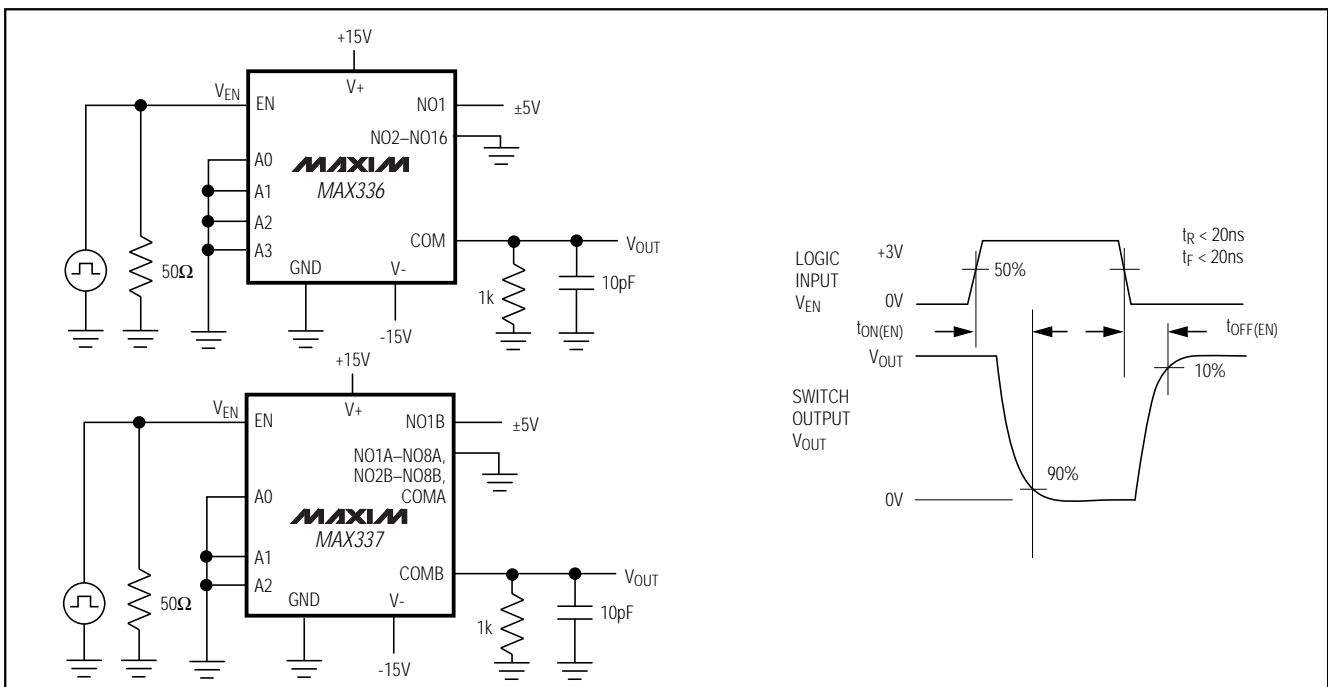 +15V
V+
VEN
EN
NO1
±5V
NO2–NO16
A0
MAXIM
MAX336
A1
A2
A3
COM
VOUT
50Ω
GND
V-
1k
10pF
-15V
+15V
V+
VEN
EN
NO1B
±5V
NO1A–NO8A,
NO2B–NO8B,
COMA
A0
MAXIM
MAX337
A1
A2
COMB
VOUT
50Ω
GND
V-
1k
10pF
-15V
LOGIC
INPUT
VEN
+3V
50%
0V
tR < 20ns
tF < 20ns
tON(EN)
tOFF(EN)
VOUT
10%
SWITCH
OUTPUT
VOUT
90%
0V